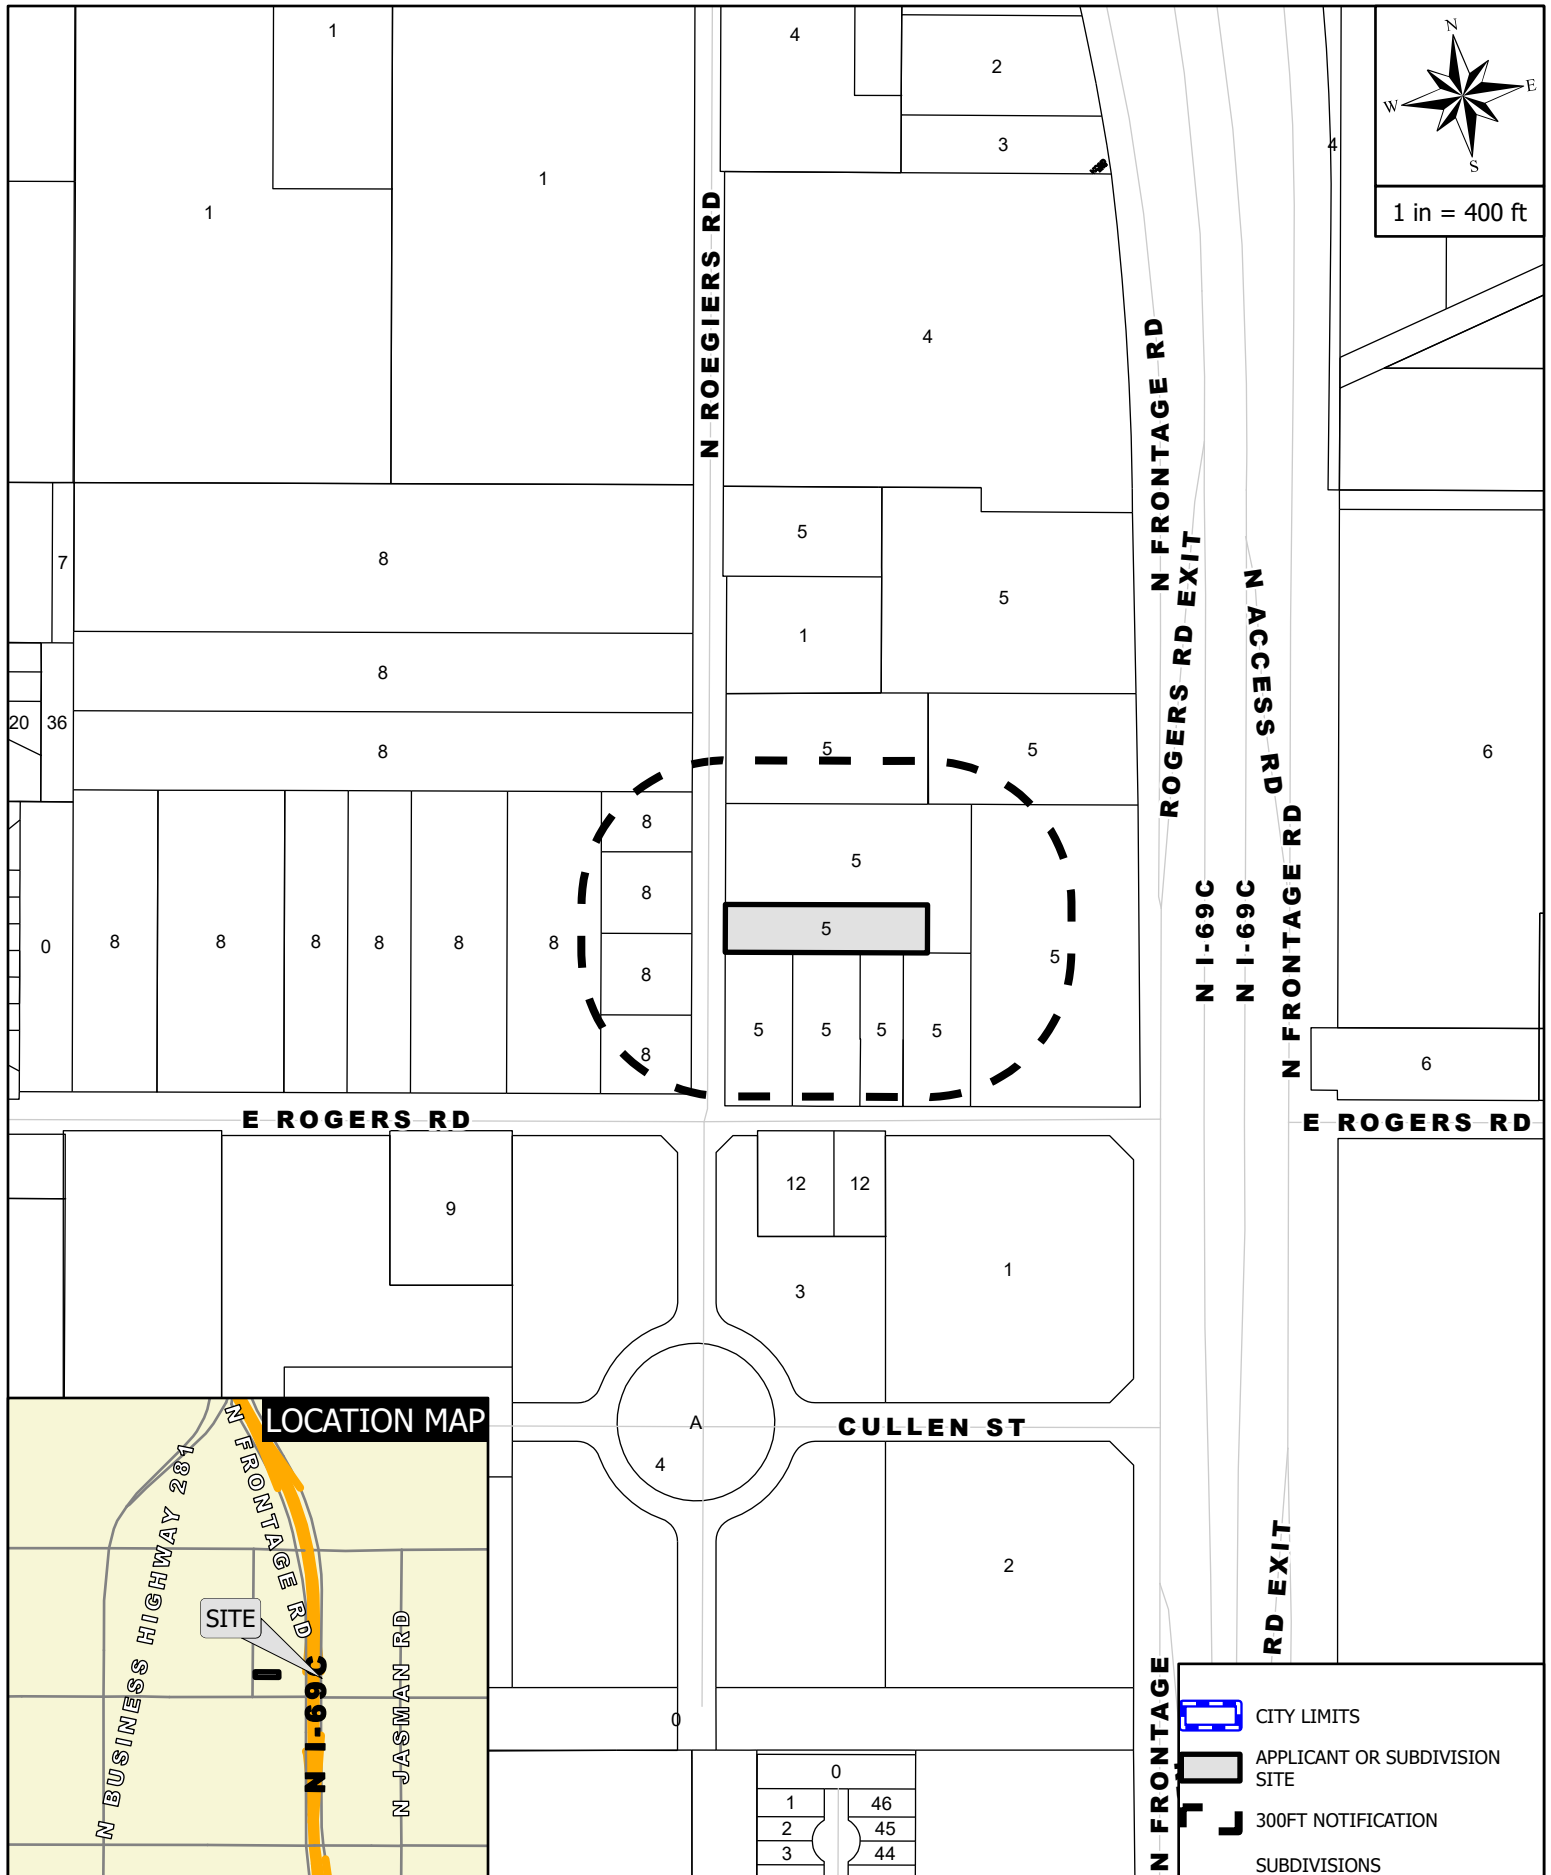 1
4
2
N
E
W
S
1 in = 400 ft
3
4
1
1
N ROEGIERS RD
4
N FRONTAGE RD
5
7
8
5
ROGERS RD EXIT
N ACCESS RD
1
8
20
36
8
5
5
6
8
5
N FRONTAGE RD
8
5
N I-69C
N I-69C
0
8
8
8
8
8
8
8
5
5
5
5
5
8
6
E ROGERS RD
E ROGERS RD
12
12
9
1
3
A
CULLEN ST
4
2
RD EXIT
N FRONTAGE
0
0
1
46
2
45
3
44
LOCATION MAP
N FRONTAGE RD
N BUSINESS HIGHWAY 281
SITE
N I-69C
N JASMAN RD
CITY LIMITS
APPLICANT OR SUBDIVISION
SITE
300FT NOTIFICATION
SUBDIVISIONS